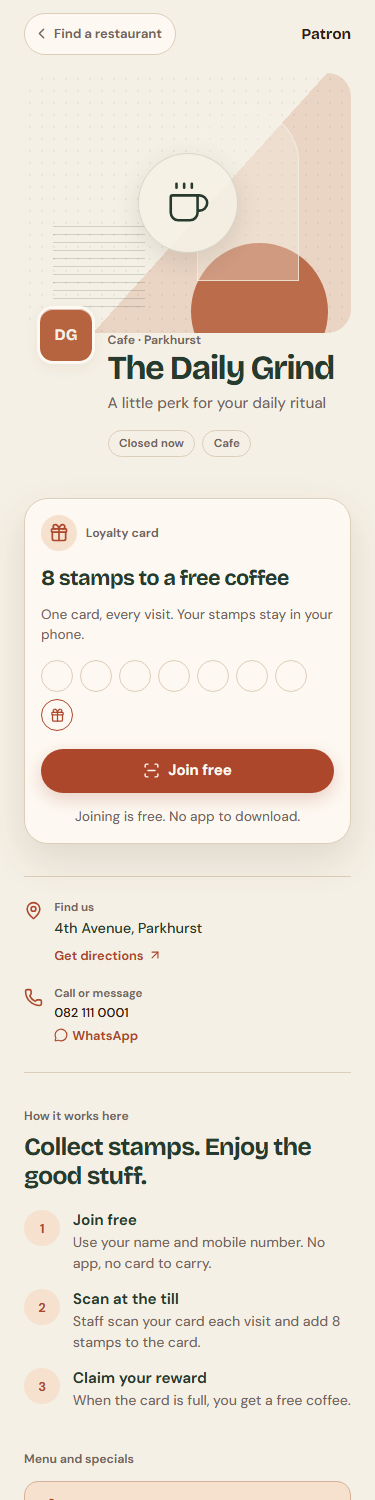 Find a restaurant
Patron
DG
Cafe · Parkhurst
The Daily Grind
A little perk for your daily ritual
Closed now
Cafe
Loyalty card
8 stamps to a free coffee
One card, every visit. Your stamps stay in your
phone.
Join free
Joining is free. No app to download.
Find us
4th Avenue, Parkhurst
Get directions
Call or message
082 111 0001
WhatsApp
How it works here
Collect stamps. Enjoy the
good stuff.
1
Join free
Use your name and mobile number. No
app, no card to carry.
2
Scan at the till
Staff scan your card each visit and add 8
stamps to the card.
3
Claim your reward
When the card is full, you get a free coffee.
Menu and specials